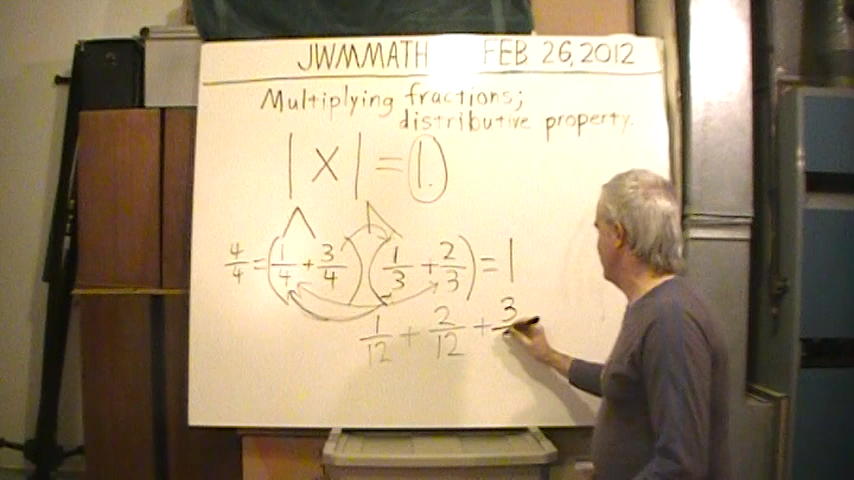 JWMMATH FEB 26,2012
Multiplying fractions;
distributive property.
1 X 1 = 1.
4/4 = (1/4 + 3/4) (1/3 + 2/3) = 1
1/12 + 2/12 + 3/